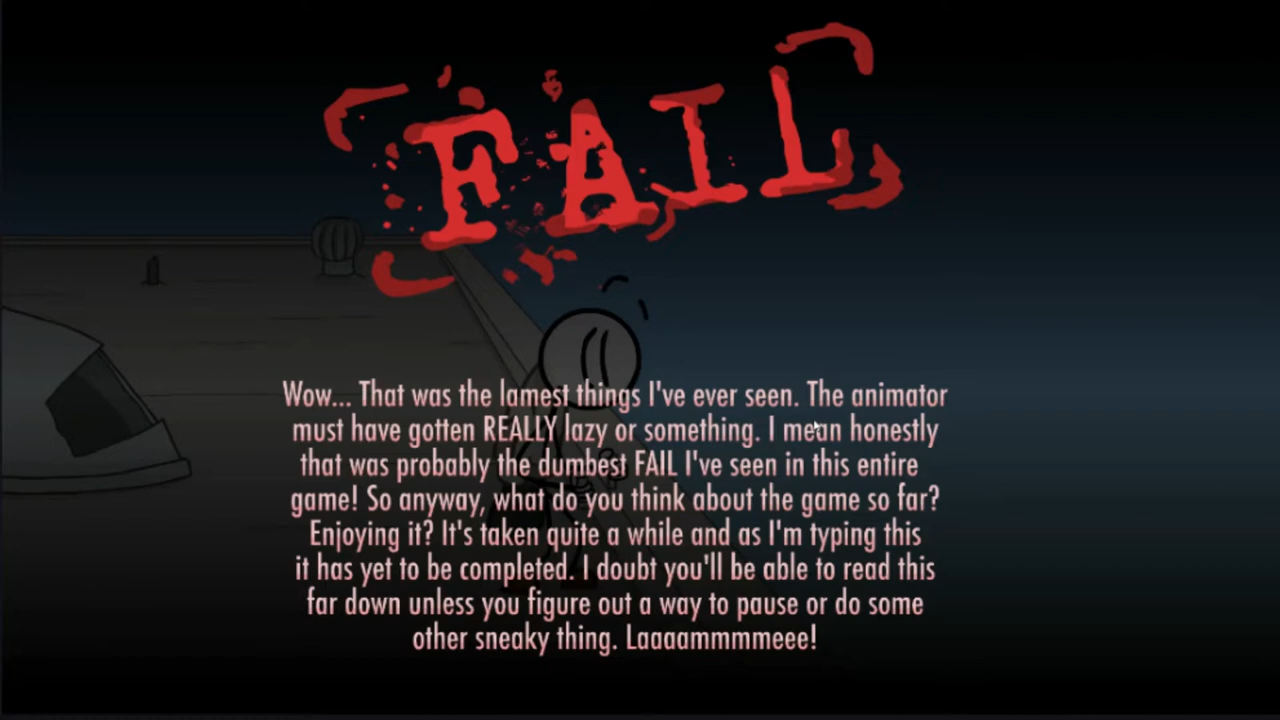 FAIL
Wow... That was the lamest things I've ever seen. The animator
must have gotten REALLY lazy or something. I mean honestly
that was probably the dumbest FAIL I've seen in this entire
game! So anyway, what do you think about the game so far?
Enjoying it? It's taken quite a while and as I'm typing this
it has yet to be completed. I doubt you'll be able to read this
far down unless you figure out a way to pause or do some
other sneaky thing. Laaaammmmeee!